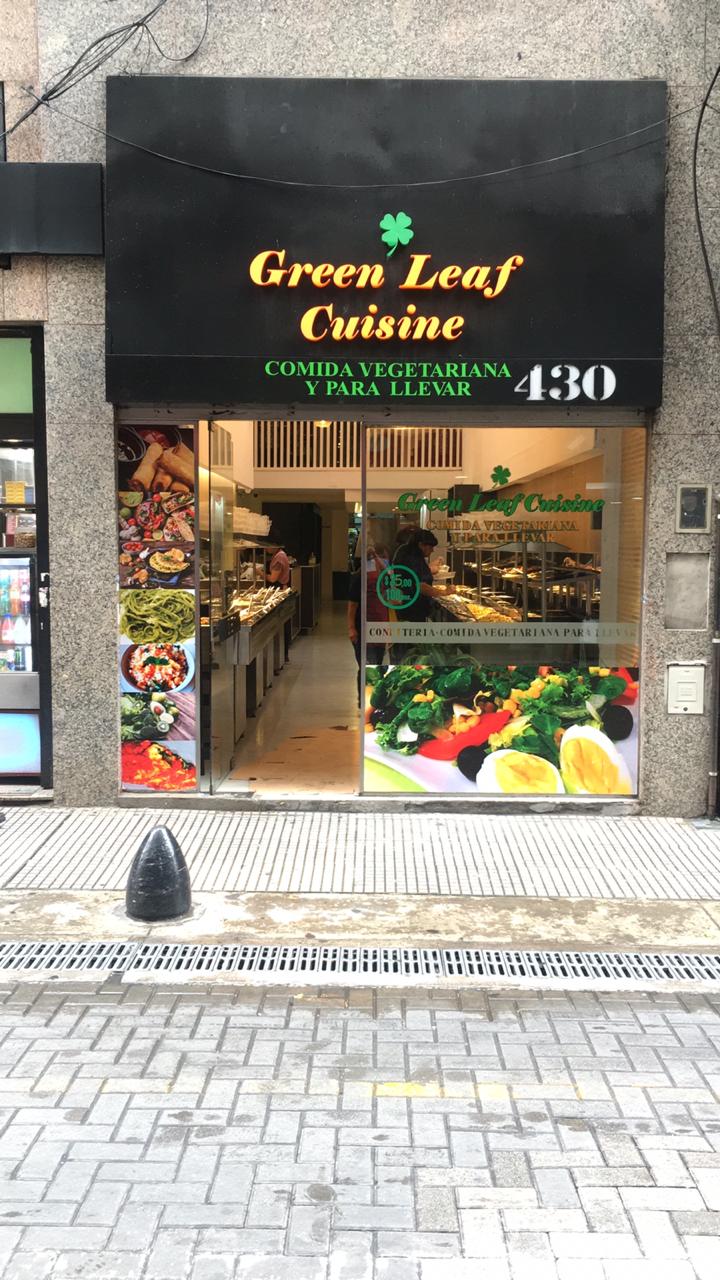 Green Leaf
Cuisine
COMIDA VEGETARIANA
Y PARA LLEVAR
430
Green Leaf Cuisine
COMIDA VEGETARIANA
Y PARA LLEVAR
100
COMIDA VEGETARIANA PARA LLEVAR